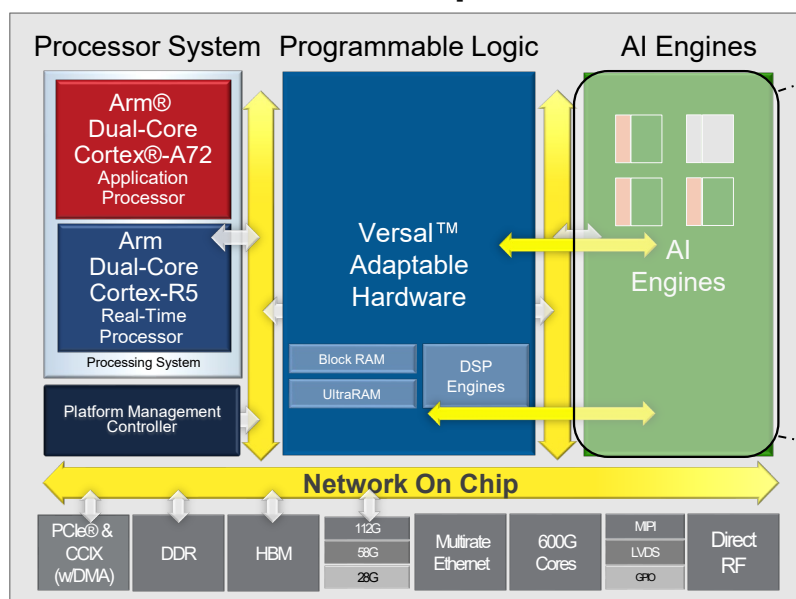 Processor System
Programmable Logic
AI Engines
Arm®
Dual-Core
Cortex®-A72
Application
Processor
Arm
Dual-Core
Cortex-R5
Real-Time
Processor
Processing System
Platform Management
Controller
Versal™
Adaptable
Hardware
Block RAM
UltraRAM
DSP
Engines
AI
Engines
Network On Chip
PCIe® &
CCIX
(w/DMA)
DDR
HBM
112G
58G
28G
Multirate
Ethernet
600G
Cores
MIPI
LVDS
GPIO
Direct
RF